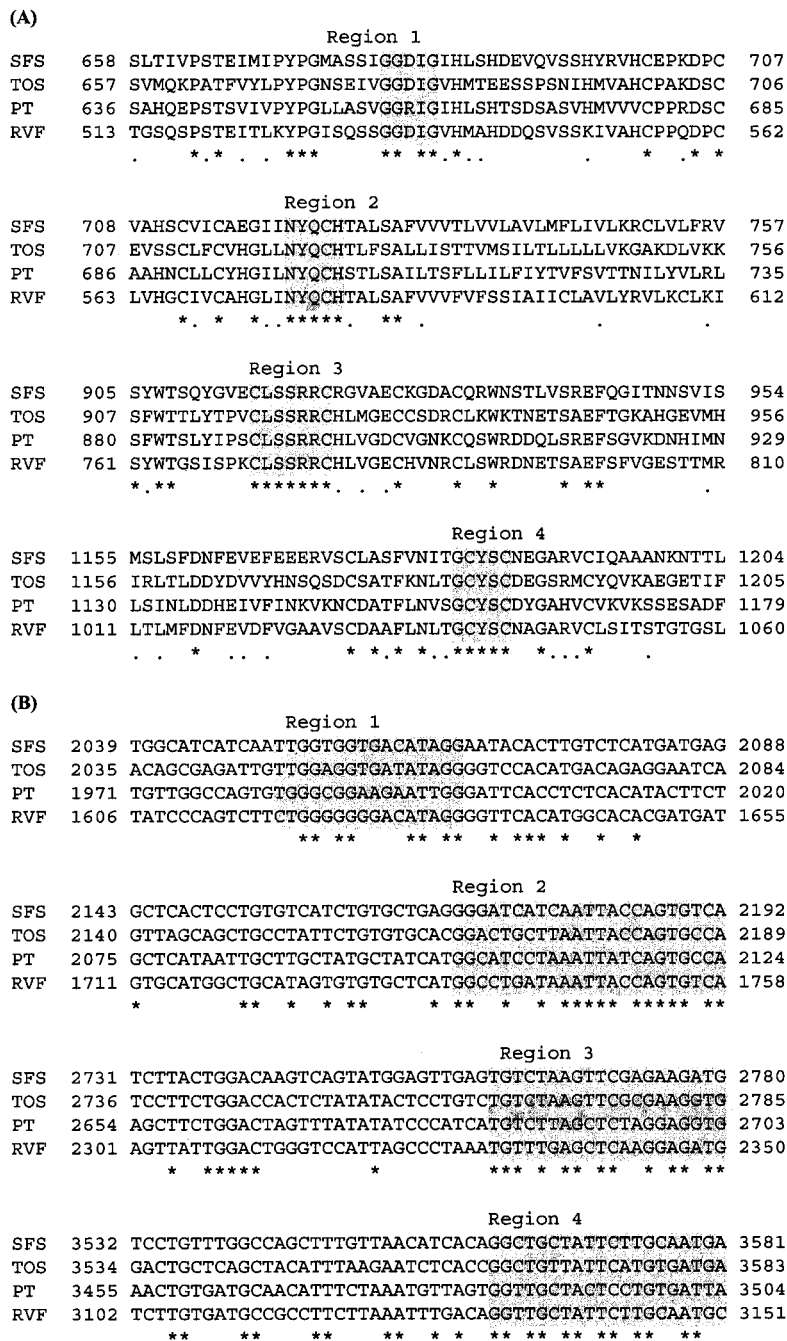 (A)
Region 1
SFS 658 SLTIVPSTEIMIPYPGMASSIGGDIGIHLSHDEVQVSSHYRVHCEPKDPC 707
TOS 657 SVMQKPATFVYLPYPGNSEIVGGDIGVHMTEESSPSNIHMVAHCPAKDSC 706
PT 636 SAHQEPSTSVIVPYPGLLASVGGRIGIHLSHTSDSASVHMVVVCPPRDSC 685
RVF 513 TGSQSPSTEITLKYPGISQSSGGDIGVHMAHDDQSVSSKIVAHCPPQDPC 562
. *.* . . *** ** ** *.. . * * *
Region 2
SFS 708 VAHSCVICAEGIINYQCHTALSAFVVVTLVVLAVLMFLIVLKRCLVLFRV 757
TOS 707 EVSSCLFCVHGLLNYQCHTLFSALLISTTVMSILTLLLLLVKGAKDLVKK 756
PT 686 AAHNCLLCYHGILNYQCHSTLSAILTSFLLILFIYTVFSVTTNILYVLRL 735
RVF 563 LVHGCIVCAHGLINYQCHTALSAFVVVFVFSSIAIICLAVLYRVLKCLKI 612
* * *..***** ** . . .
Region 3
SFS 905 SYWTSQYGVECLSSRRCRGVAECKGDACQRWNSTLVSREFQGITNNSVIS 954
TOS 907 SFWTTLYTPVCLSSRRCHLMGECCSDRCLKWKTNETSAEFTGKAHGEVMH 956
PT 880 SFWTSLYIPSCLSSRRCHLVGDCVGNKCQSWRDDQLSREFSGVKDNHIMN 929
RVF 761 SYWTGSISPKCLSSRRCHLVGECHVNRCLSWRDNETSAEFSFVGESTTMR 810
*.** ******* . . .* * * * ** .
Region 4
SFS 1155 MSLSFDNFEVEFEEERVSCLASFVNITGCYSCNEGARVCIQAAANKNTTL 1204
TOS 1156 IRLTLDDYDVVYHNSQSDCSATFKNLTGCYSCDEGSRMCYQVKAEGETIF 1205
PT 1130 LSINLDDHEIVFINKVKNCDATFLNVSGCYSCDYGAHVCVKVKSSESADF 1179
RVF 1011 LTLMFDNFEVDFVGAAVSCDAAFLNLTGCYSCNAGARVCLSITSTGTGSL 1060
. . * ... . * *.* *..***** *...* .
(B)
Region 1
SFS 2039 TGGCATCATCAATTGGTGGTGACATAGGAATACACTTGTCTCATGATGAG 2088
TOS 2035 ACAGCGAGATTGTTGGAGGTGATATAGGGGTCCACATGACAGAGGAATCA 2084
PT 1971 TGTTGGCCAGTGTGGGCGGAAGAATTGGGATTCACCTCTCACATACTTCT 2020
RVF 1606 TATCCCAGTCTTCTGGGGGGGACATAGGGGTTCACATGGCACACGATGAT 1655
** ** ** ** * *** * * *
Region 2
SFS 2143 GCTCACTCCTGTGTCATCTGTGCTGAGGGGATCATCAATTACCAGTGTCA 2192
TOS 2140 GTTAGCAGCTGCCTATTCTGTGTGCACGGACTGCTTAATTACCAGTGCCA 2189
PT 2075 GCTCATAATTGCTTGCTATGCTATCATGGCATCCTAAATTATCAGTGCCA 2124
RVF 1711 GTGCATGGCTGCATAGTGTGTGTGCTCATGGCCTGATAAATTACCAGTGTCA 1758
* ** * ** * ** * * ***** ***** **
Region 3
SFS 2731 TCTTACTGGACAAGTCAGTATGGAGTTGAGTGTCTAAGTTCGAGAAGATG 2780
TOS 2736 TCCTTCTGGACCACTCTATATACTCCTGTCTGTCTAAGTTCGCGAAGGTG 2785
PT 2654 AGCTTCTGGACTAGTTTATATATCCCATCATGTCTTAGCTCTAGGAGGTG 2703
RVF 2301 AGTTATTGGACTGGGTCCATTAGCCCTAAATGTTTGAGCTCAAGGAGATG 2350
* ***** * *** * ** ** * ** **
Region 4
SFS 3532 TCCTGTTTGGCCAGCTTTGTTAACATCACAGGCTGCTATTCTTGCAATGA 3581
TOS 3534 GACTGCTCAGCTACATTTAAGAATCTCACCGGCTGTTATTCATGTGATGA 3583
PT 3455 AACTGTGATGCAACATTTCTAAATGTTAGTGGTTGCTACTCCTGTGATTA 3504
RVF 3102 TCTTGTGATGCCGCCTTCTTAAATTTGACAGGTTGCTATTCTTGCAATGC 3151
** ** ** ** * * ** ** ** ** ** **